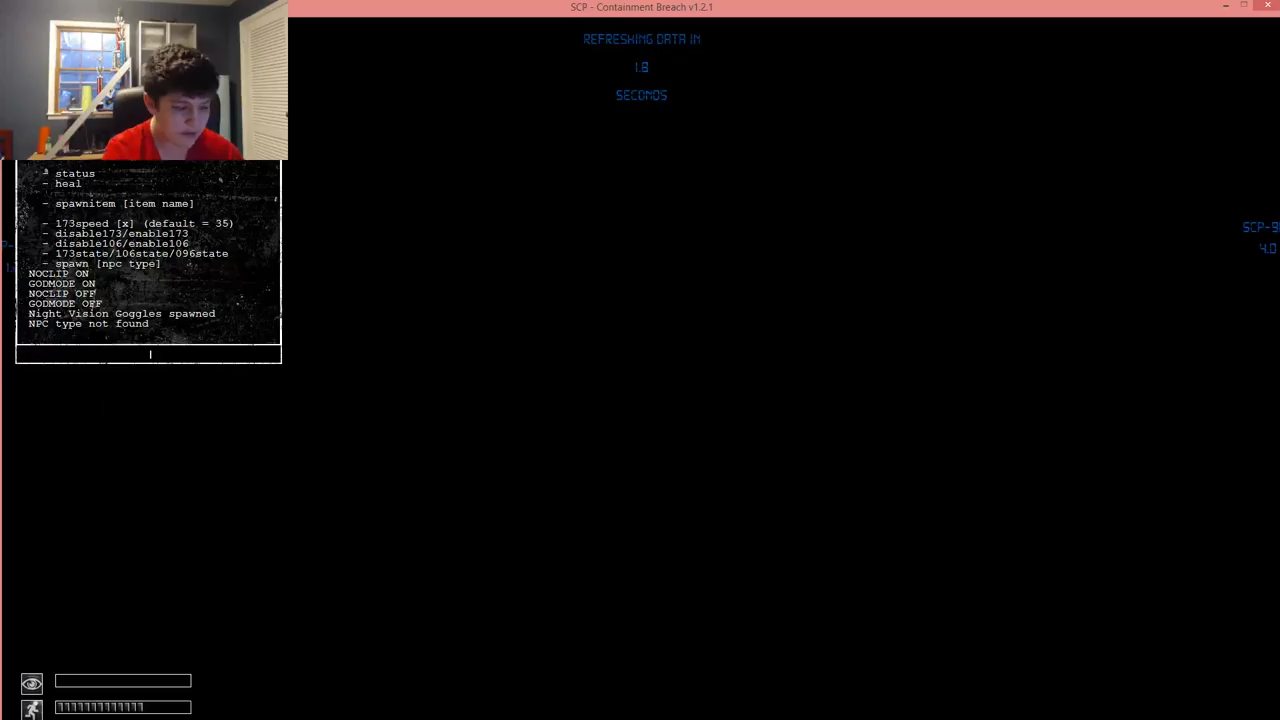 SCP - Containment Breach v1.2.1
REFRESHING DATA IN
1.8
SECONDS
- status
- heal
- spawnitem [item name]
- 173speed [x] (default = 35)
- disable173/enable173
- disable106/enable106
- 173state/106state/096state
- spawn [npc type]
NOCLIP ON
GODMODE ON
NOCLIP OFF
GODMODE OFF
Night Vision Goggles spawned
NPC type not found
SCP-9
4.0